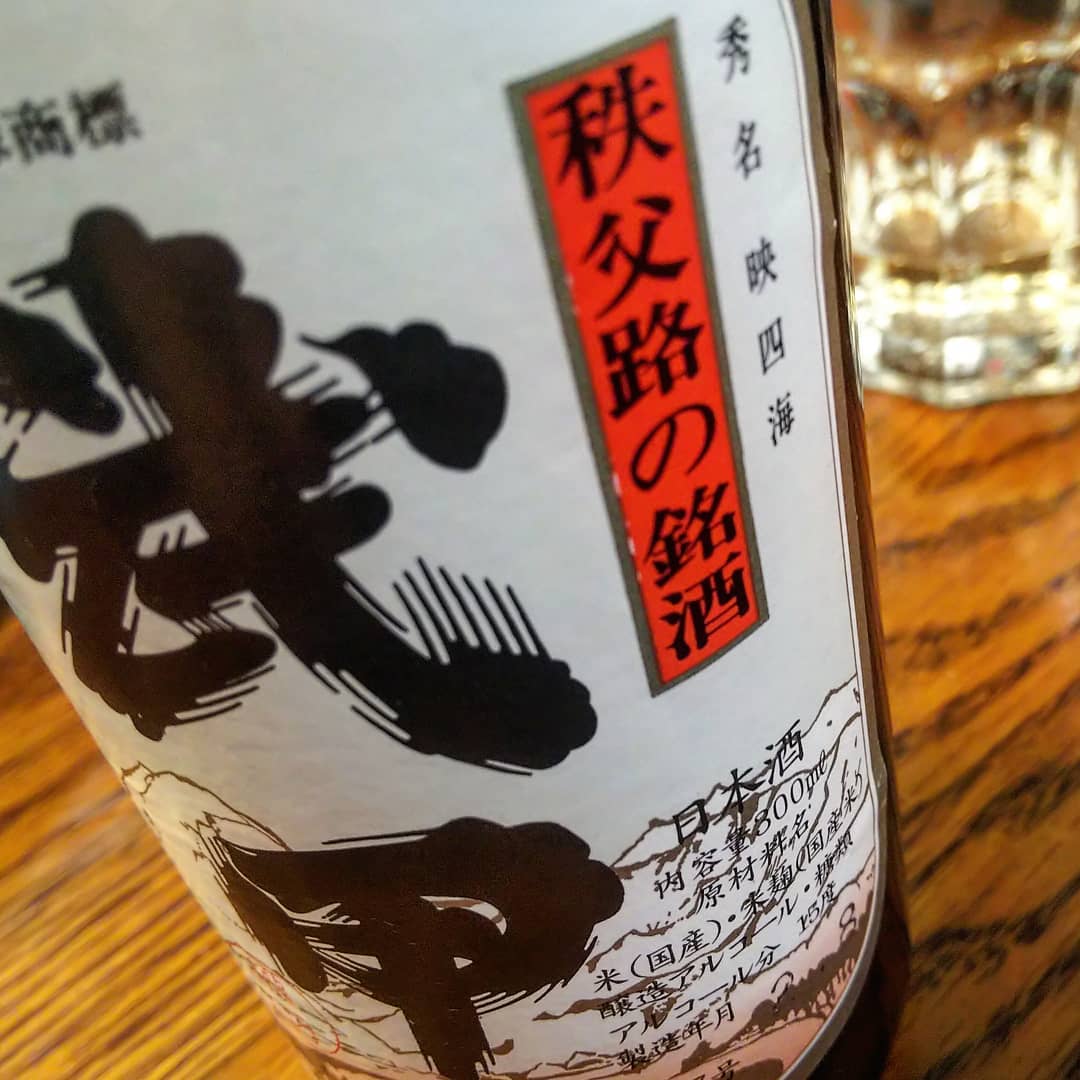 秀名映四海
秩父路の銘酒
商標
武甲
日本酒
内容量300ml
原材料名
米(国産)・米麹(国産米)
醸造アルコール・糖類
アルコール分 15度
製造年月